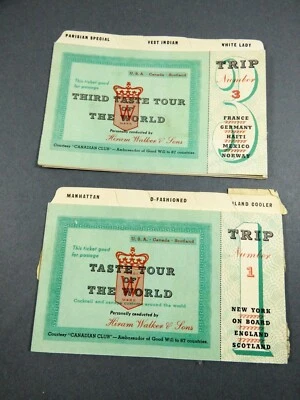 PARISIAN SPECIAL FEST INDIAN WHITE LADY
U.S.A. - Canada - Scotland
This ticket good
for passage
THIRD TASTE TOUR
OF
THE WORLD
Personally conducted by
Hiram Walker & Sons
Courtesy "CANADIAN CLUB" — Ambassador of Good Will to 87 countries.
TRIP
Number
3
FRANCE
GERMANY
HAITI
MEXICO
NORWAY
MANHATTAN D-FASHIONED LAND COOLER
U.S.A. - Canada - Scotland
This ticket good
for passage
TASTE TOUR
OF
THE WORLD
Cocktail and around the world.
Personally conducted by
Hiram Walker & Sons
Courtesy "CANADIAN CLUB" — Ambassador of Good Will to 87 countries.
TRIP
Number
1
NEW YORK
ON BOARD
ENGLAND
SCOTLAND